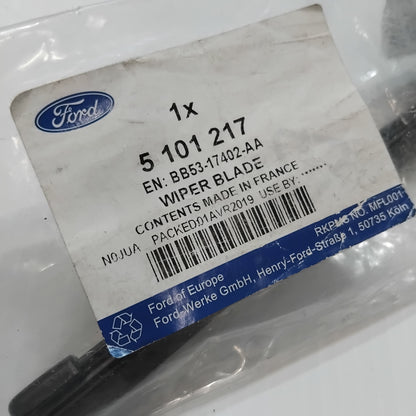 Ford
1x
5 101 217
EN: BB53-17402-AA
WIPER BLADE
CONTENTS MADE IN FRANCE
N0JUA PACKED01AVR2019 USE BY: .......
RKPMS NO. MFL001
Ford of Europe
Ford-Werke GmbH, Henry-Ford-Straße 1, 50735 Köln